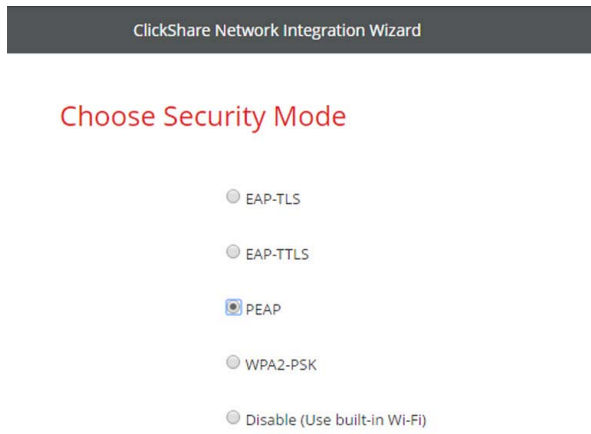 ClickShare Network Integration Wizard
Choose Security Mode
EAP-TLS
EAP-TTLS
PEAP
WPA2-PSK
Disable (Use built-in Wi-Fi)